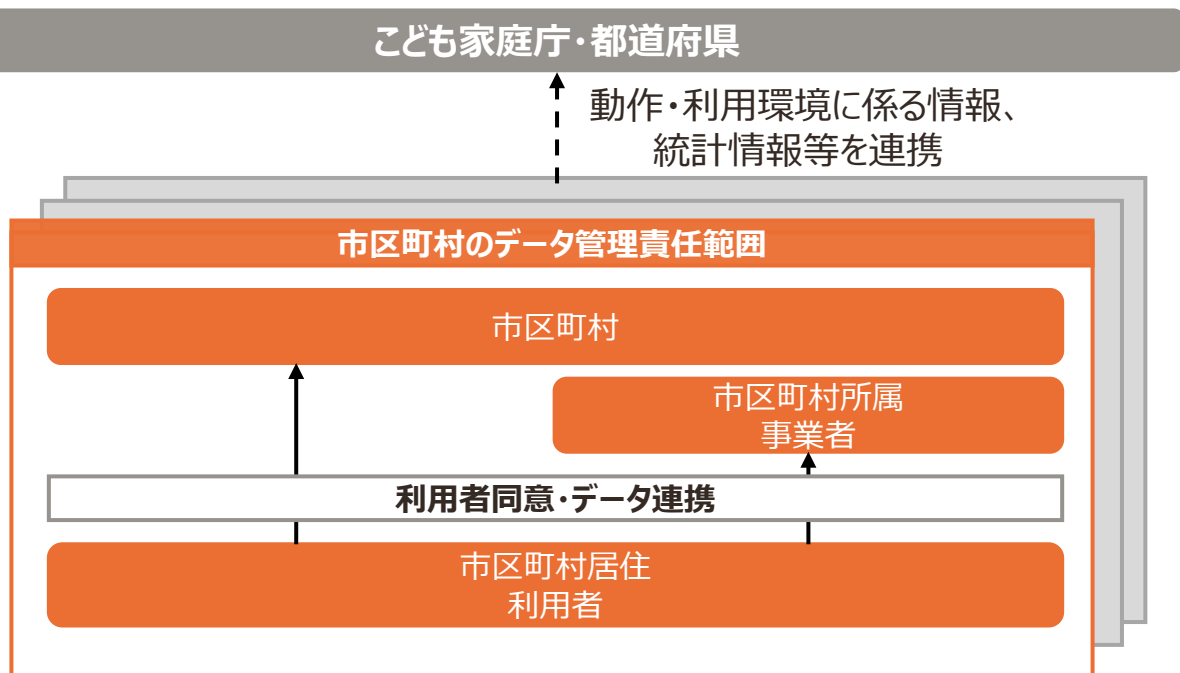 こども家庭庁・都道府県
動作・利用環境に係る情報、
統計情報等を連携
市区町村のデータ管理責任範囲
市区町村
市区町村所属
事業者
利用者同意・データ連携
市区町村居住
利用者